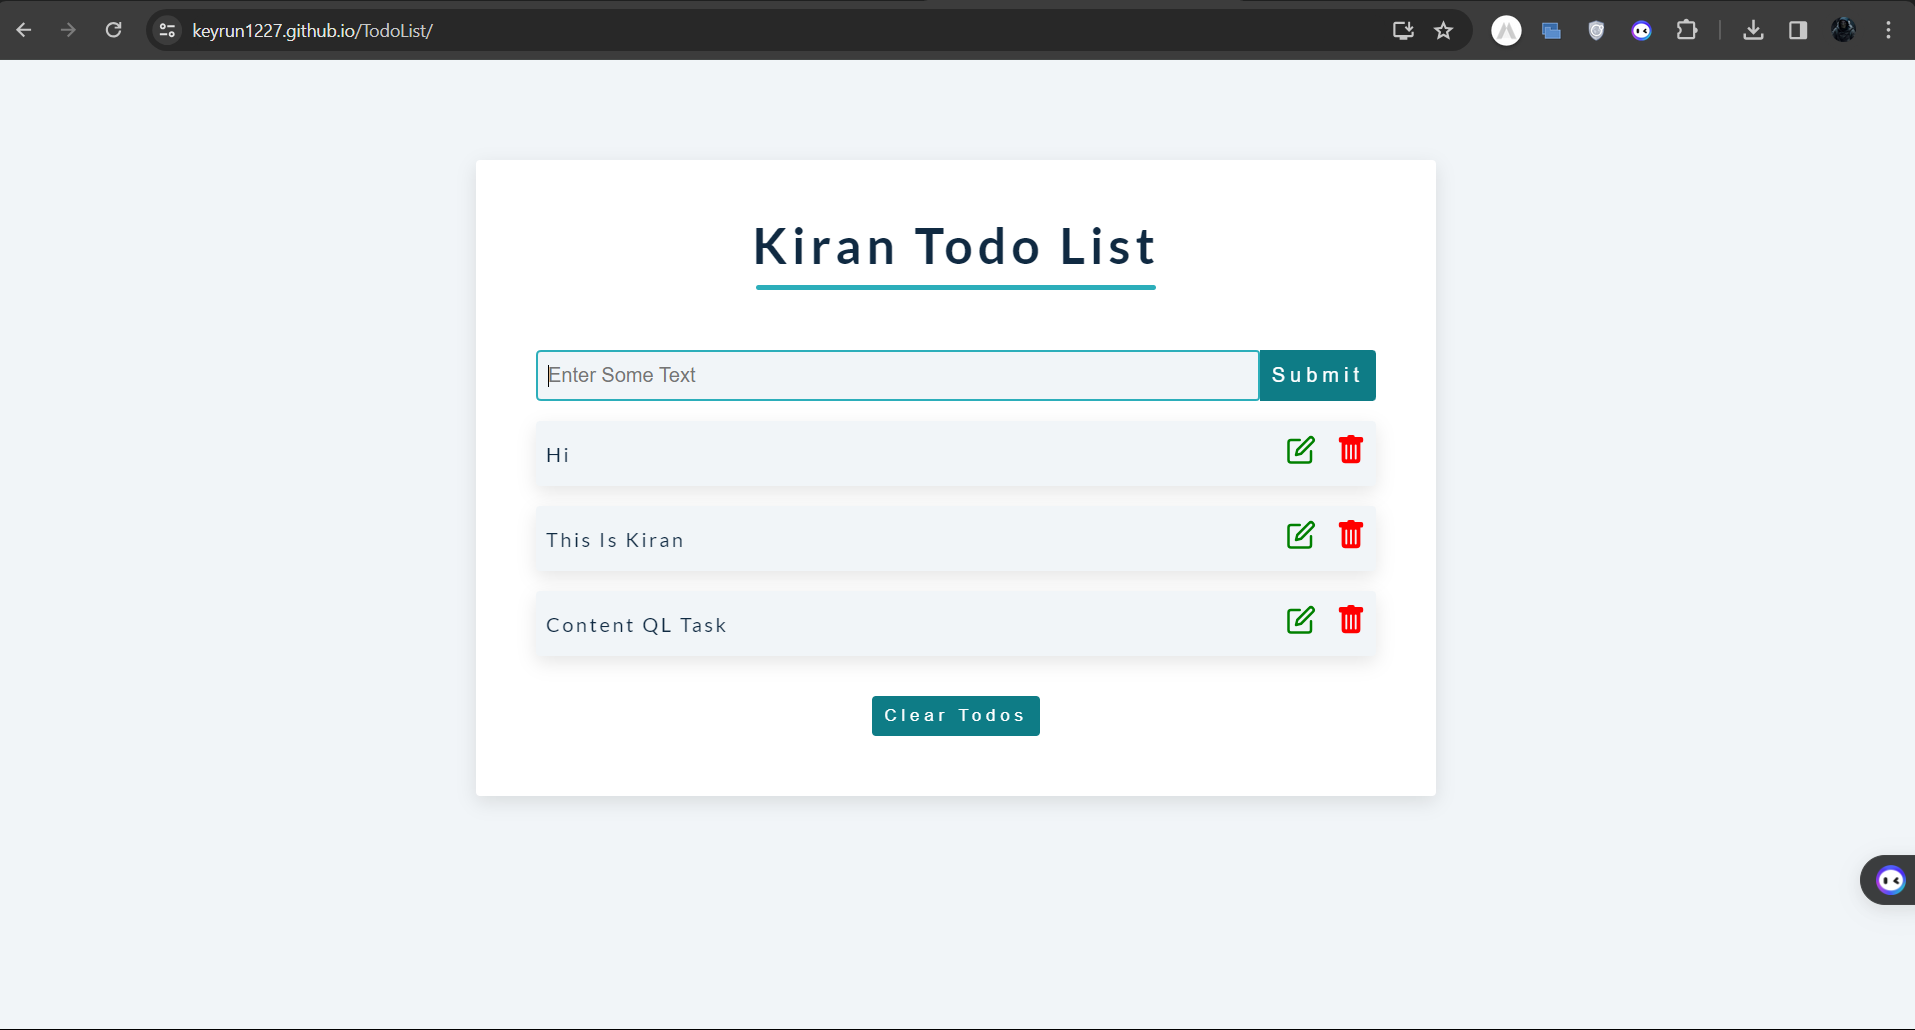 keyrun1227.github.io/TodoList/
Kiran Todo List
Enter Some Text
Submit
Hi
This Is Kiran
Content QL Task
Clear Todos